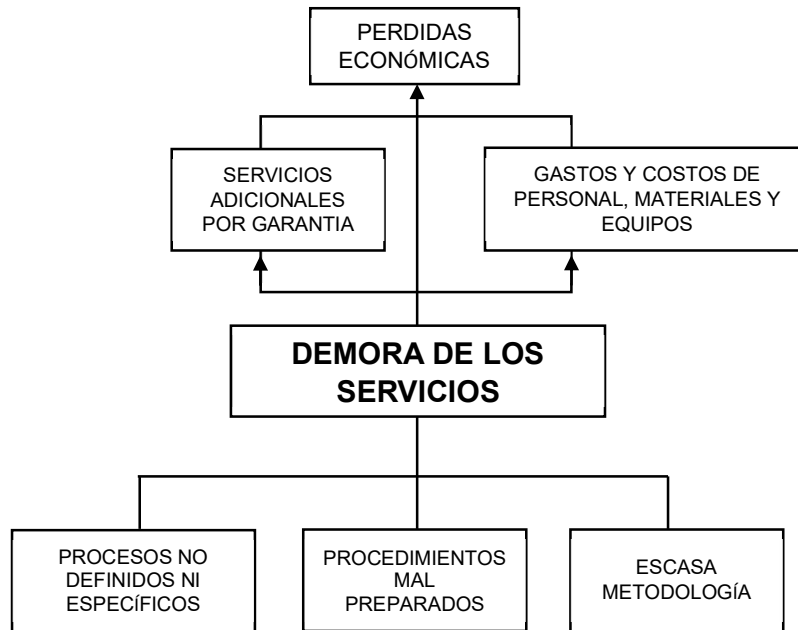 PERDIDAS
ECONÓMICAS
SERVICIOS
ADICIONALES
POR GARANTIA
GASTOS Y COSTOS DE
PERSONAL, MATERIALES Y
EQUIPOS
DEMORA DE LOS
SERVICIOS
PROCESOS NO
DEFINIDOS NI
ESPECÍFICOS
PROCEDIMIENTOS
MAL
PREPARADOS
ESCASA
METODOLOGÍA